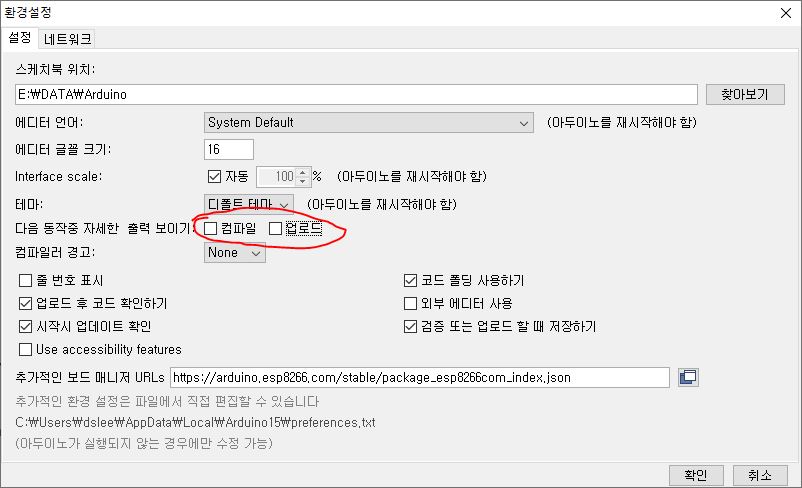 환경설정
설정 네트워크
스케치북 위치:
E:₩DATA₩Arduino 찾아보기
에디터 언어: System Default (아두이노를 재시작해야 함)
에디터 글꼴 크기: 16
Interface scale: 자동 100 % (아두이노를 재시작해야 함)
테마: 디폴트 테마 (아두이노를 재시작해야 함)
다음 동작중 자세한 출력 보이기: 컴파일 업로드
컴파일러 경고: None
줄 번호 표시 코드 폴딩 사용하기
업로드 후 코드 확인하기 외부 에디터 사용
시작시 업데이트 확인 검증 또는 업로드 할 때 저장하기
Use accessibility features
추가적인 보드 매니저 URLs https://arduino.esp8266.com/stable/package_esp8266com_index.json
추가적인 환경 설정은 파일에서 직접 편집할 수 있습니다
C:₩Users₩dslee₩AppData₩Local₩Arduino15₩preferences.txt
(아두이노가 실행되지 않는 경우에만 수정 가능)
확인 취소